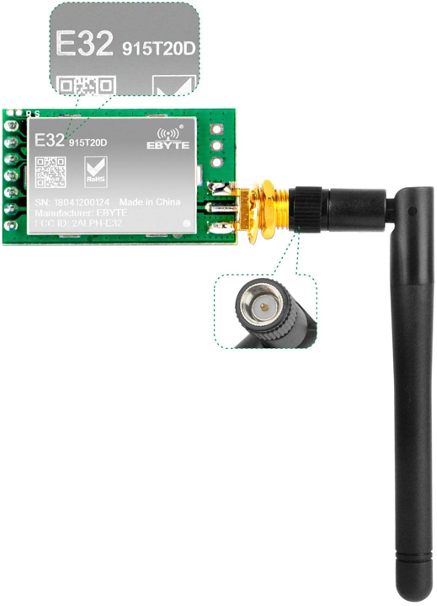 E32 915T20D
R S
E32 915T20D
EBYTE
RoHS
SN: 18041200124 Made in China
Manufacturer: EBYTE
FCC ID: 2ALPH-E32